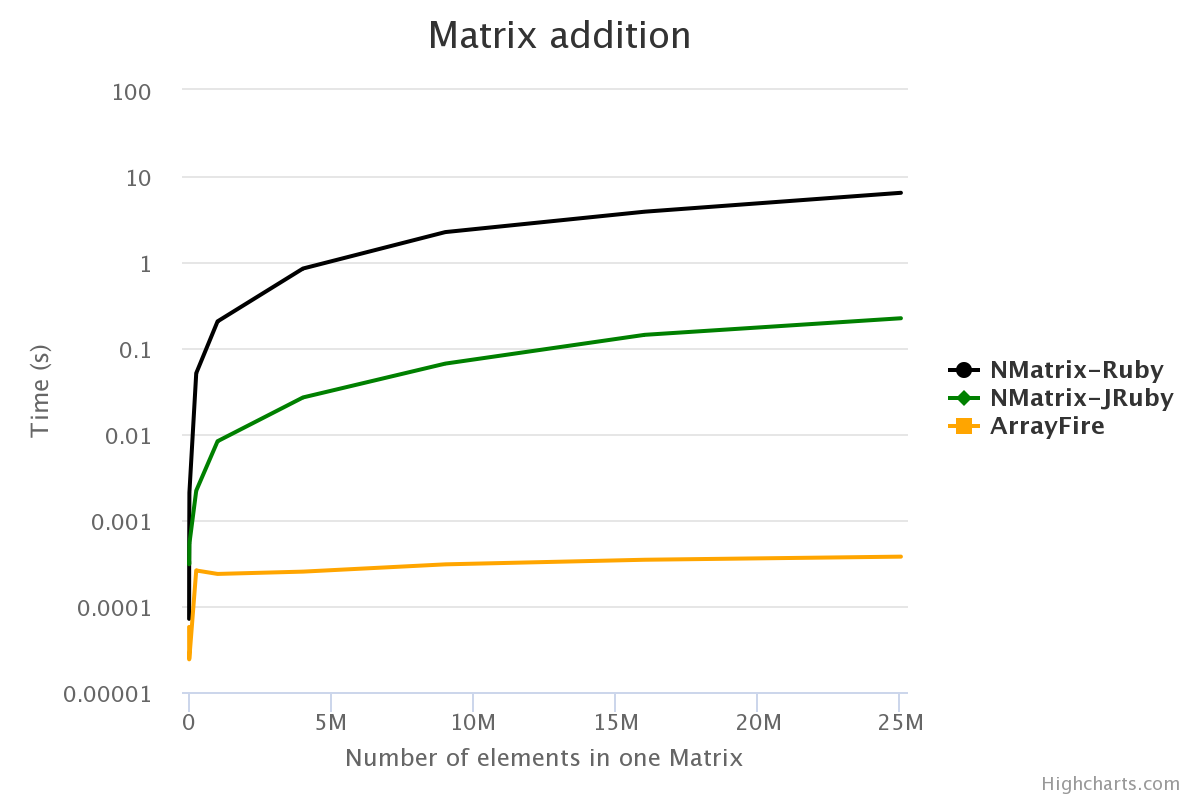 Matrix addition
100
10
1
0.1
0.01
0.001
0.0001
0.00001
Time (s)
0 5M 10M 15M 20M 25M
Number of elements in one Matrix
NMatrix-Ruby
NMatrix-JRuby
ArrayFire
Highcharts.com